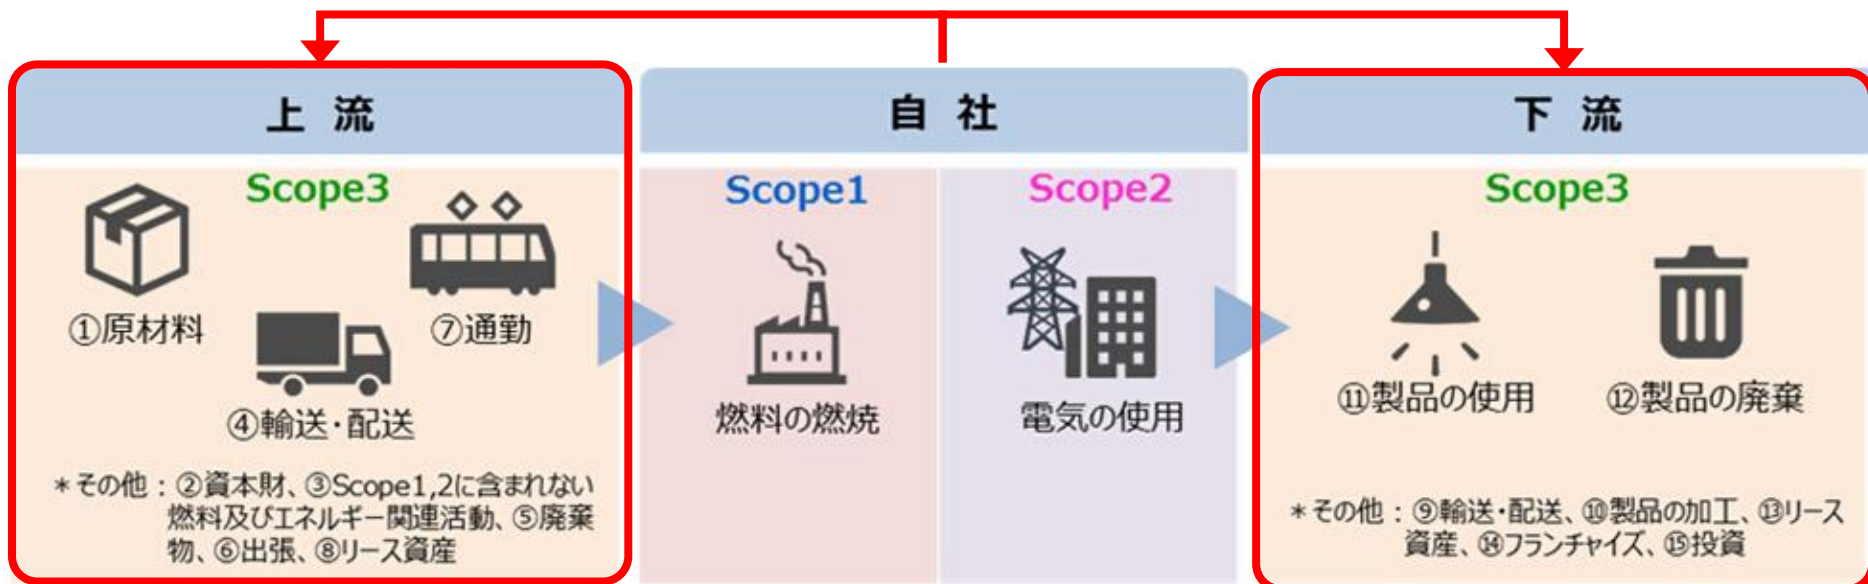 上 流
Scope3
①原材料
⑦通勤
④輸送・配送
＊その他：②資本財、③Scope1,2に含まれない
燃料及びエネルギー関連活動、⑤廃棄
物、⑥出張、⑧リース資産
自 社
Scope1
燃料の燃焼
Scope2
電気の使用
下 流
Scope3
⑪製品の使用
⑫製品の廃棄
＊その他：⑨輸送・配送、⑩製品の加工、⑬リース
資産、⑭フランチャイズ、⑮投資